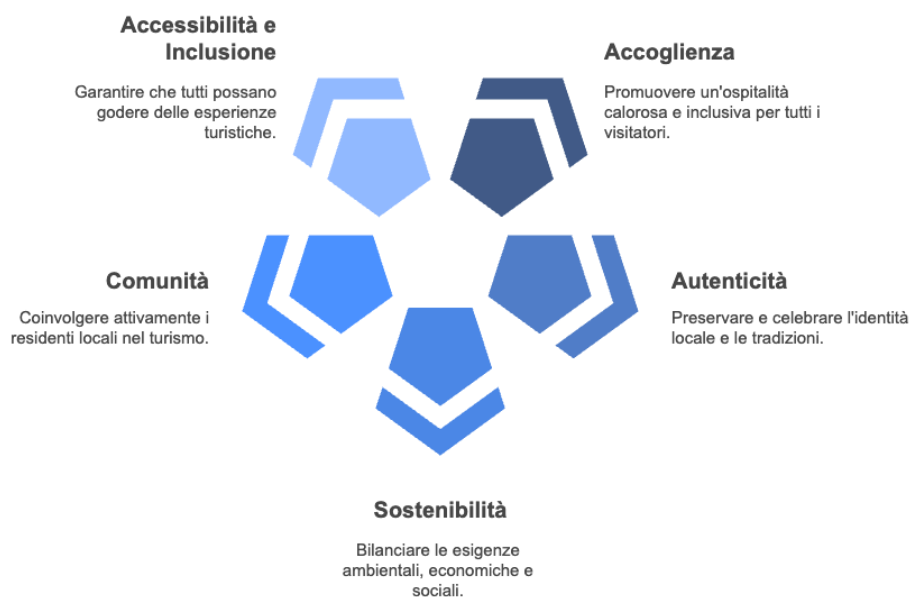 Accessibilità e
Inclusione
Garantire che tutti possano
godere delle esperienze
turistiche.
Accoglienza
Promuovere un'ospitalità
calorosa e inclusiva per tutti i
visitatori.
Comunità
Coinvolgere attivamente i
residenti locali nel turismo.
Autenticità
Preservare e celebrare l'identità
locale e le tradizioni.
Sostenibilità
Bilanciare le esigenze
ambientali, economiche e
sociali.